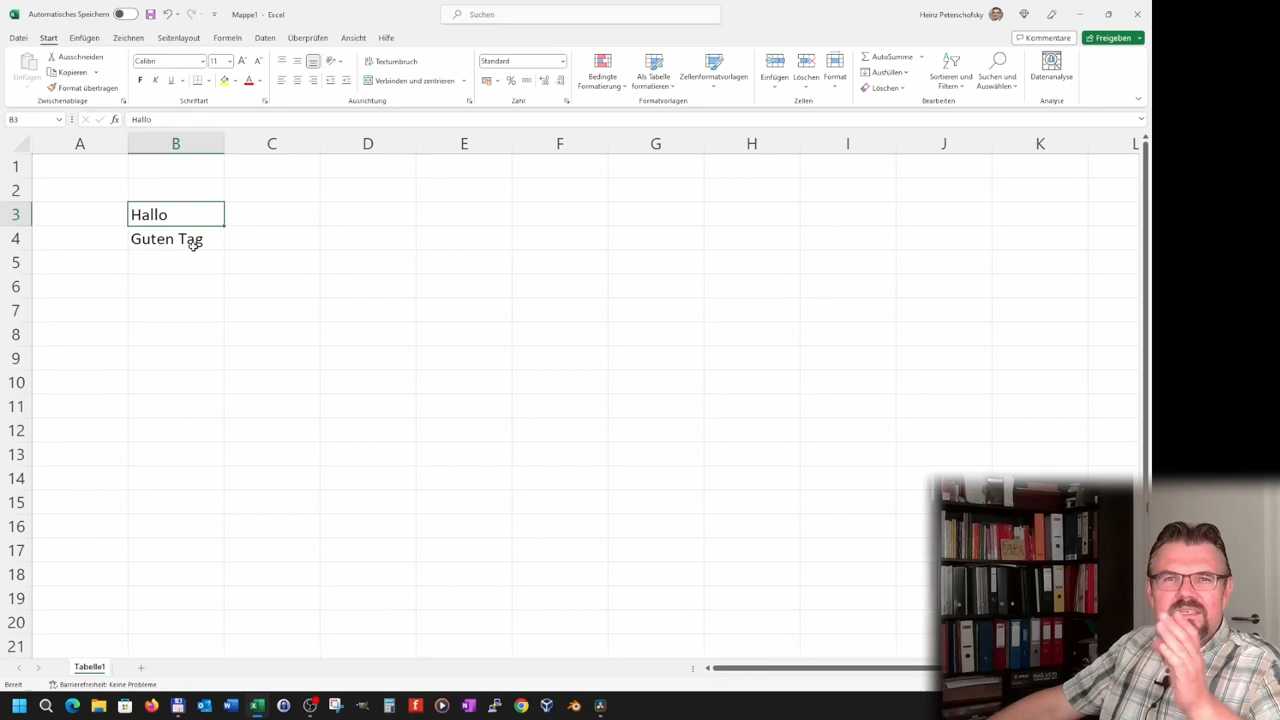 Automatisches Speichern
Mappe1 - Excel
Suchen
Heinz Peterschofsky
Datei Start Einfügen Zeichnen Seitenlayout Formeln Daten Überprüfen Ansicht Hilfe
Kommentare Freigeben
Einfügen
Ausschneiden
Kopieren
Format übertragen
Zwischenablage
Calibri 11
F K U
Schriftart
Textumbruch
Verbinden und zentrieren
Ausrichtung
Standard
Zahl
Bedingte Formatierung
Als Tabelle formatieren
Zellenformatvorlagen
Formatvorlagen
Einfügen Löschen Format
Zellen
AutoSumme
Ausfüllen
Löschen
Sortieren und Filtern
Suchen und Auswählen
Bearbeiten
Datenanalyse
Analyse
B3 fx Hallo
A B C D E F G H I J K L
1
2
3 Hallo
4 Guten Tag
5
6
7
8
9
10
11
12
13
14
15
16
17
18
19
20
21
Tabelle1
Bereit Barrierefreiheit: Keine Probleme